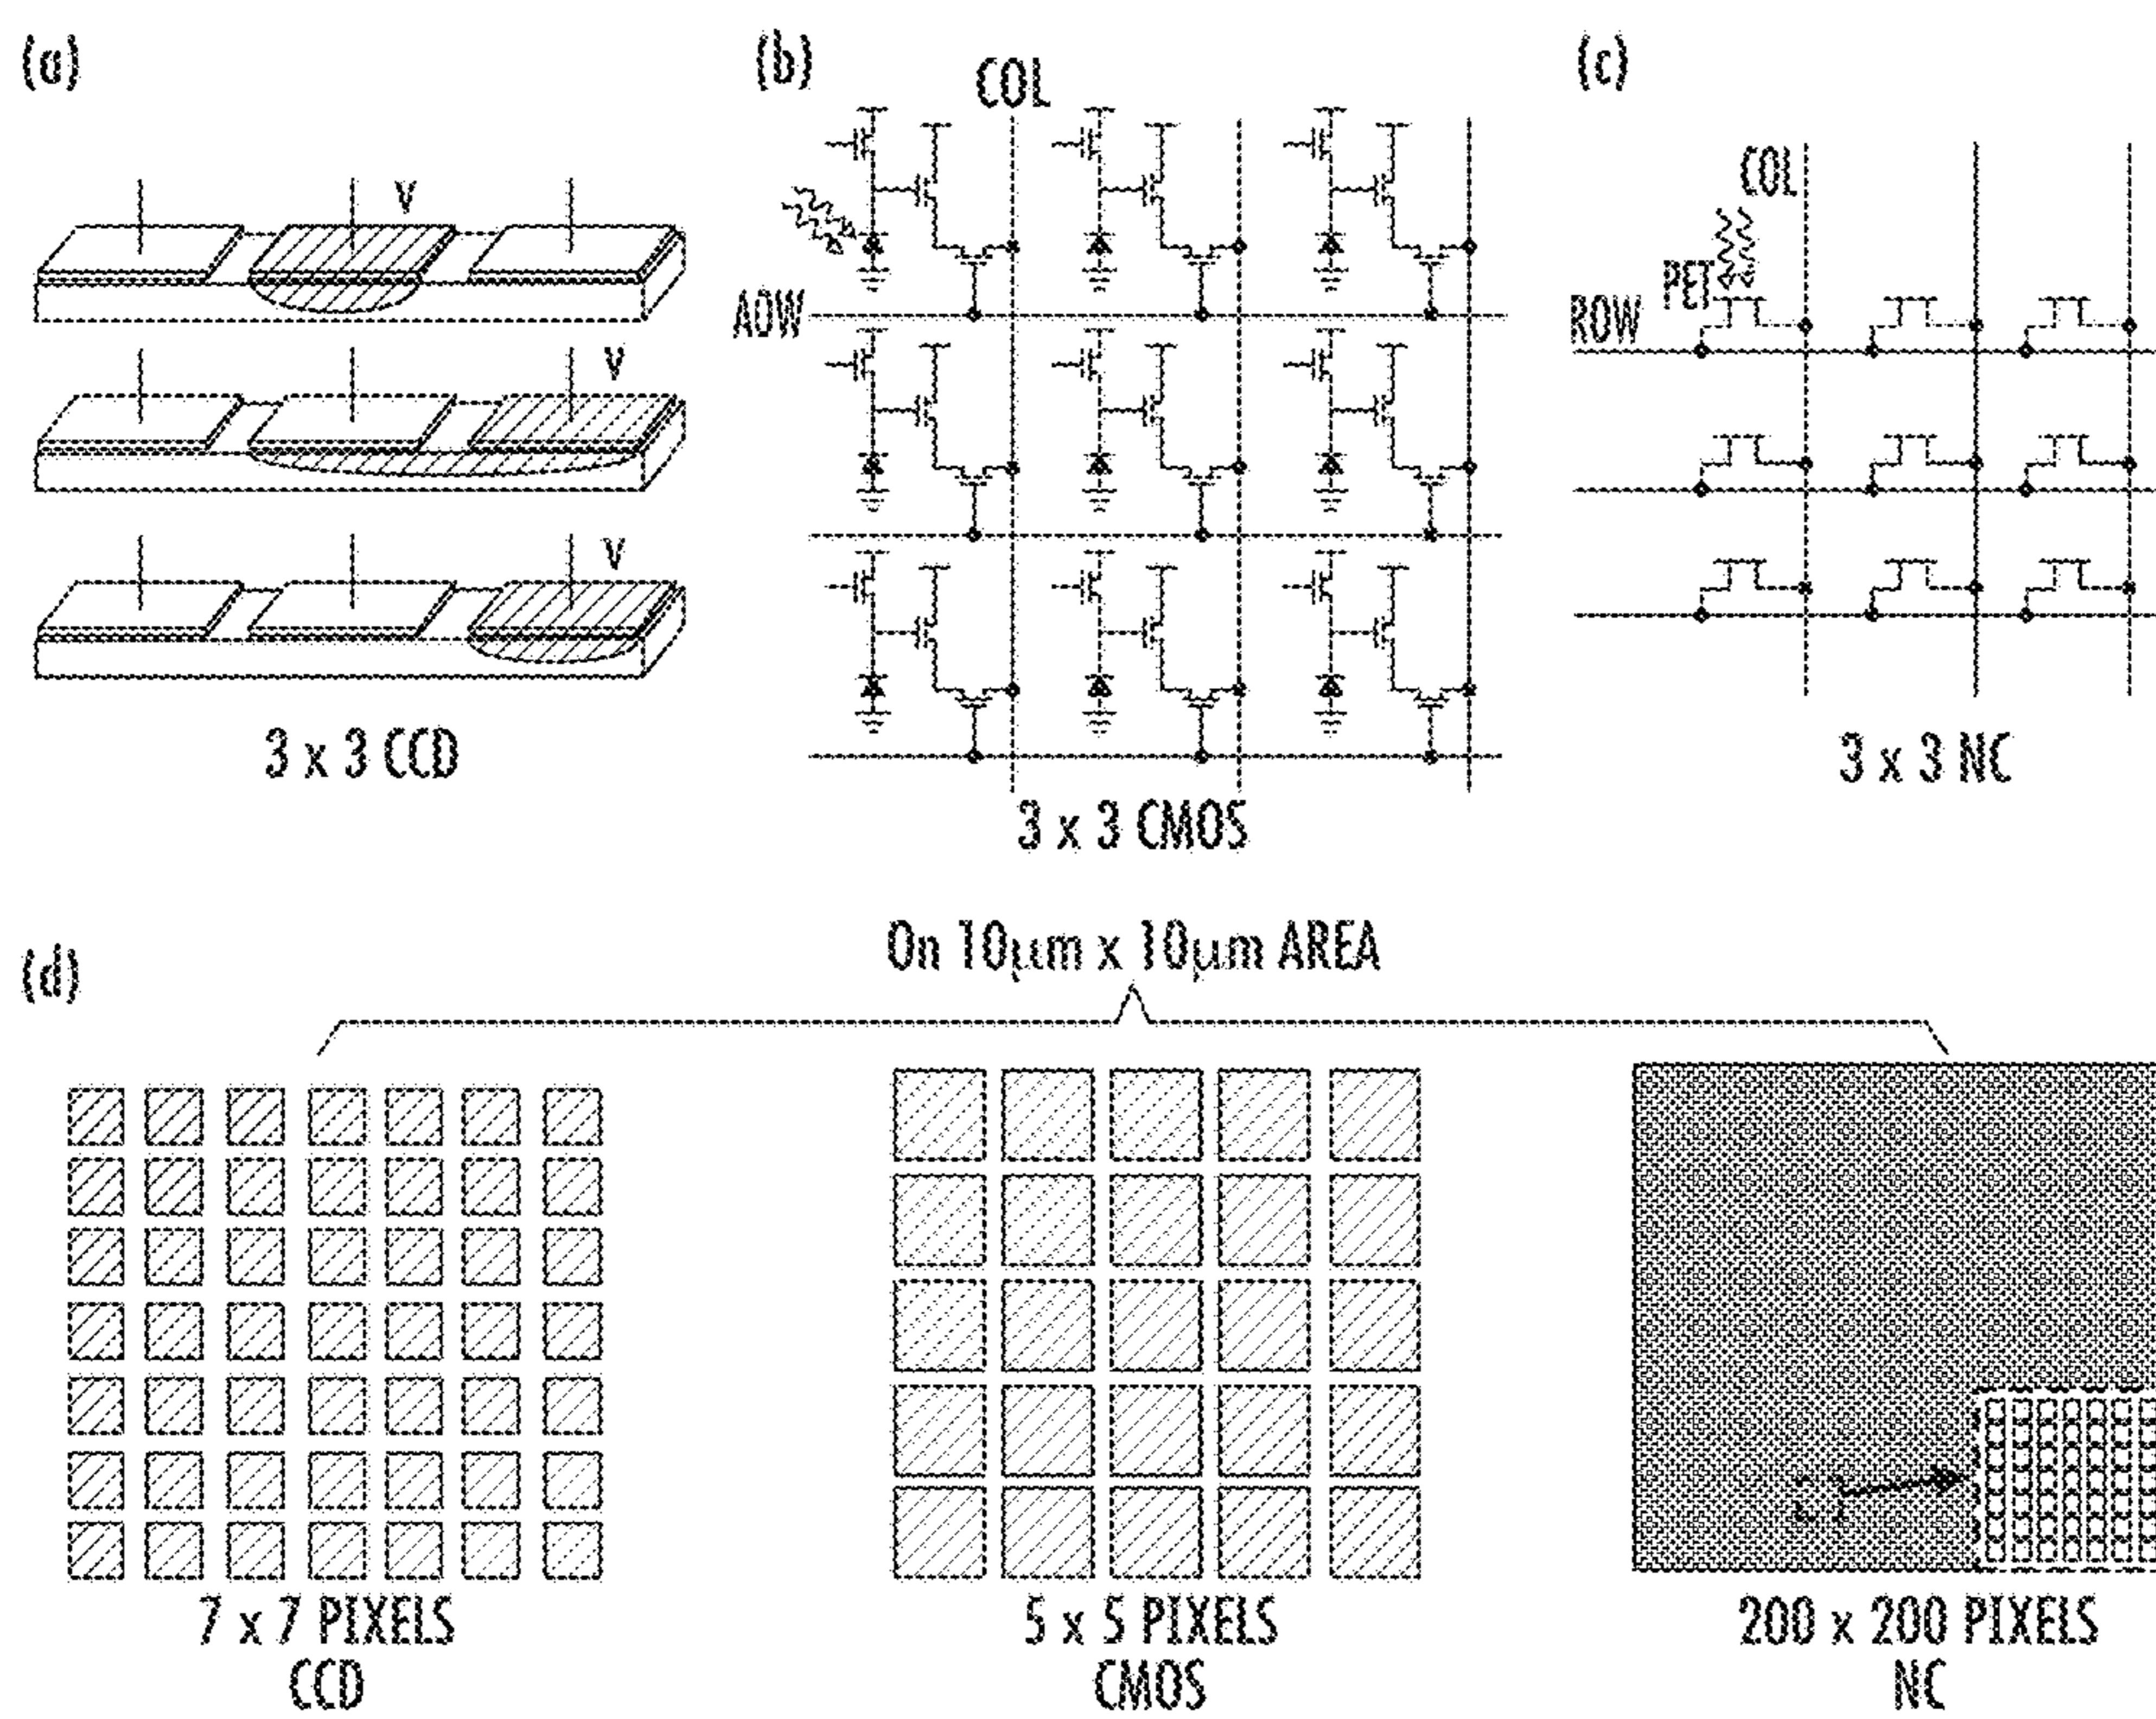 (a)
(b)
(c)
COL
V
COL
PET
AOW
ROW
V
V
3 x 3 CCD
3 x 3 CMOS
3 x 3 NC
(d)
On 10μm x 10μm AREA
7 x 7 PIXELS
CCD
5 x 5 PIXELS
CMOS
200 x 200 PIXELS
NC